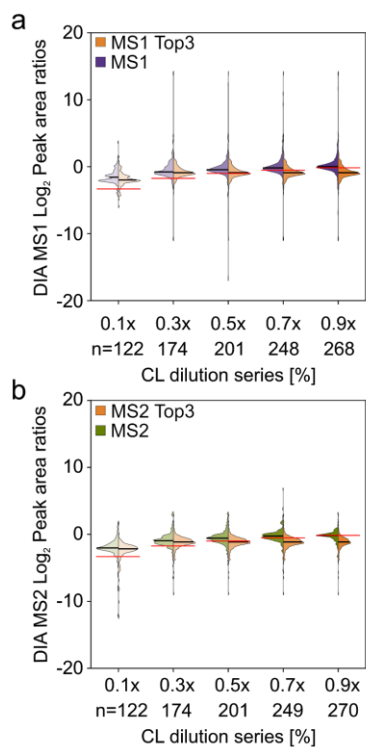 a
MS1 Top3
MS1
DIA MS1 Log₂ Peak area ratios
20
10
0
-10
-20
0.1x 0.3x 0.5x 0.7x 0.9x
n=122 174 201 248 268
CL dilution series [%]
b
MS2 Top3
MS2
DIA MS2 Log₂ Peak area ratios
20
10
0
-10
-20
0.1x 0.3x 0.5x 0.7x 0.9x
n=122 174 201 249 270
CL dilution series [%]